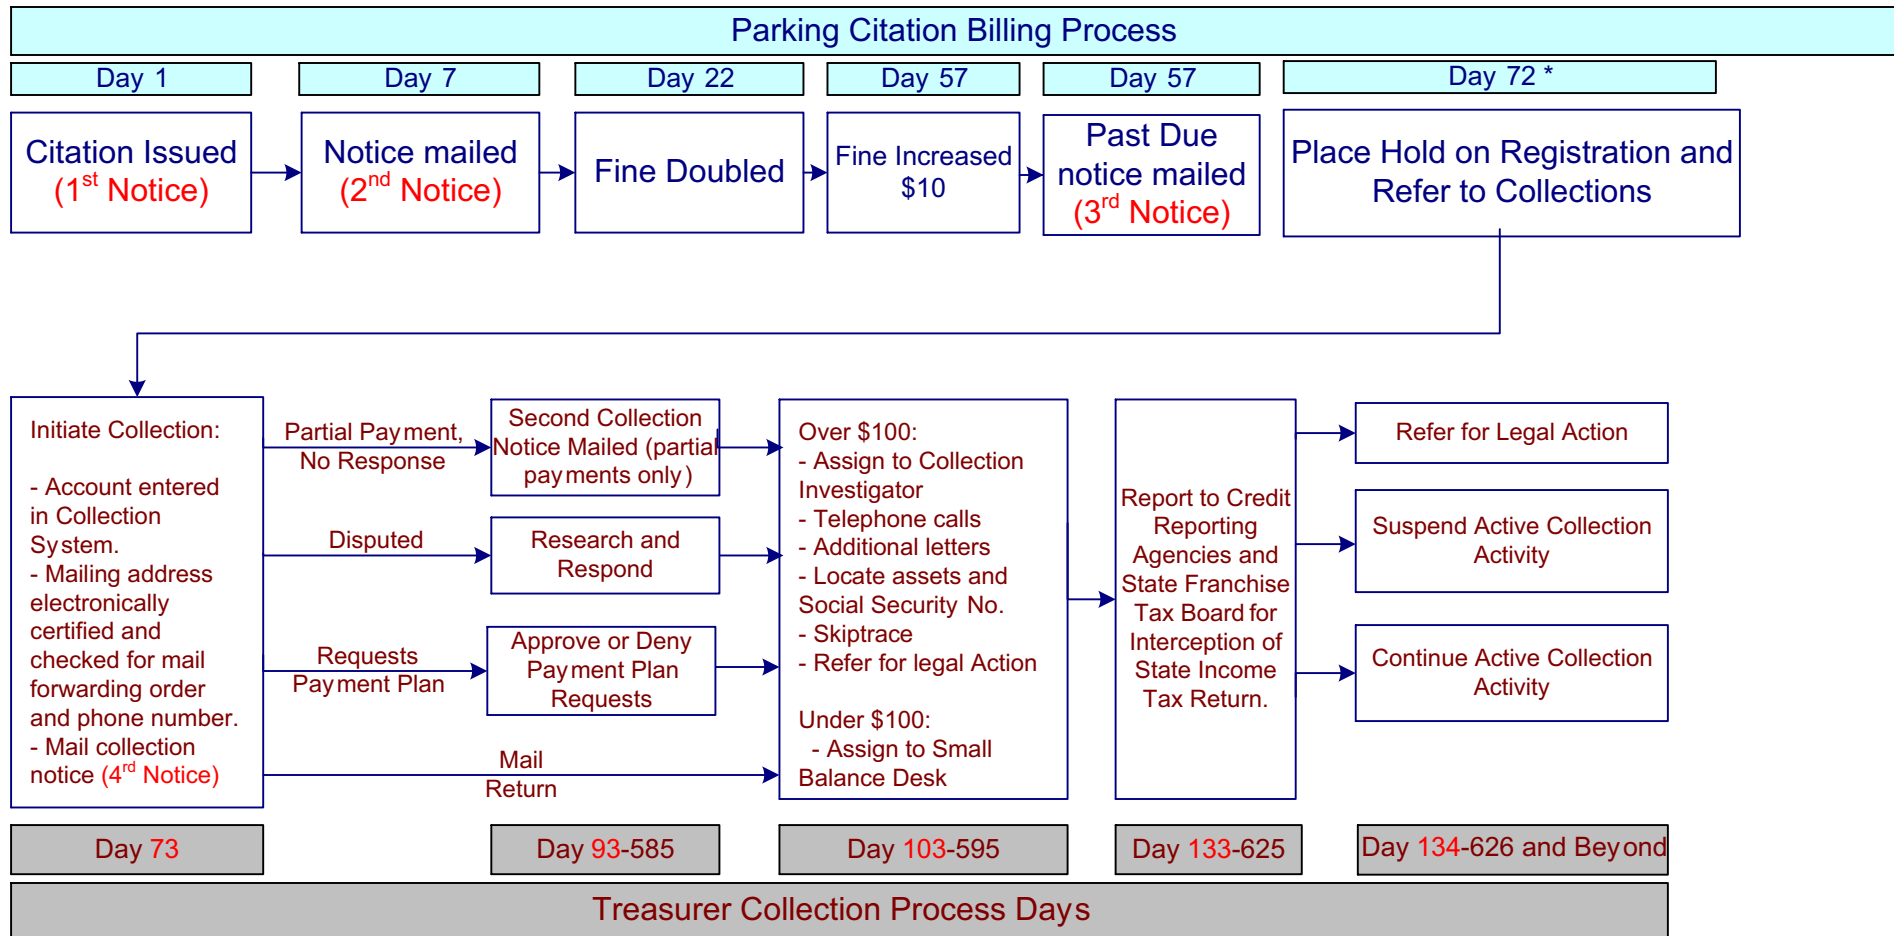 Parking Citation Billing Process
Day 1
Day 7
Day 22
Day 57
Day 57
Day 72 *
Citation Issued
(1st Notice)
Notice mailed
(2nd Notice)
Fine Doubled
Fine Increased
$10
Past Due
notice mailed
(3rd Notice)
Place Hold on Registration and
Refer to Collections
Initiate Collection:
- Account entered
in Collection
System.
- Mailing address
electronically
certified and
checked for mail
forwarding order
and phone number.
- Mail collection
notice (4rd Notice)
Partial Payment,
No Response
Disputed
Requests
Payment Plan
Mail
Return
Second Collection
Notice Mailed (partial
payments only)
Research and
Respond
Approve or Deny
Payment Plan
Requests
Over $100:
- Assign to Collection
Investigator
- Telephone calls
- Additional letters
- Locate assets and
Social Security No.
- Skiptrace
- Refer for legal Action
Under $100:
- Assign to Small
Balance Desk
Report to Credit
Reporting
Agencies and
State Franchise
Tax Board for
Interception of
State Income
Tax Return.
Refer for Legal Action
Suspend Active Collection
Activity
Continue Active Collection
Activity
Day 73
Day 93-585
Day 103-595
Day 133-625
Day 134-626 and Beyond
Treasurer Collection Process Days